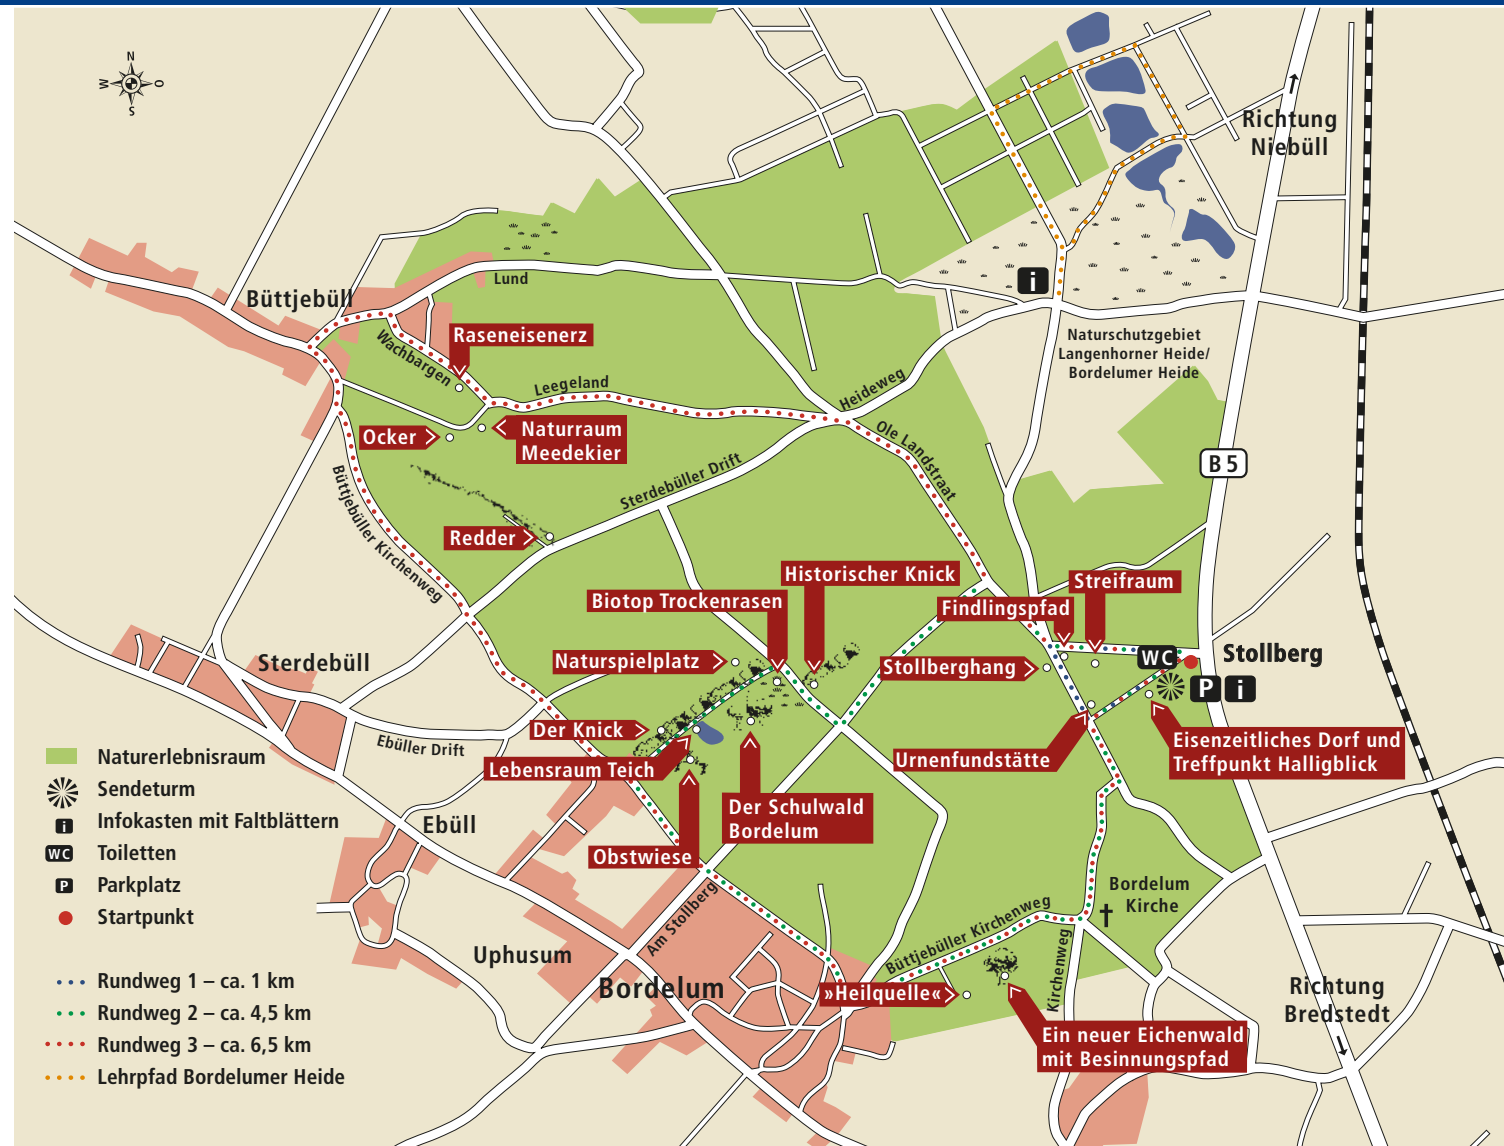 N
W
O
S
Richtung
Niebüll
Büttjebüll
Lund
i
Raseneisenerz
Wachbargen
Leegeland
Heideweg
Naturschutzgebiet
Langenhorner Heide/
Bordelumer Heide
Ocker
Naturraum
Meedekier
Ole Landstraat
B 5
Sterdebüller Drift
Büttjebüller Kirchenweg
Redder
Historischer Knick
Streifraum
Biotop Trockenrasen
Findlingspfad
Sterdebüll
Naturspielplatz
Stollberghang
WC
Stollberg
P
i
Der Knick
Ebüller Drift
Lebensraum Teich
Urnenfundstätte
Eisenzeitliches Dorf und
Treffpunkt Halligblick
Naturerlebnisraum
Sendeturm
i
Infokasten mit Faltblättern
WC
Toiletten
P
Parkplatz
Startpunkt
Ebüll
Der Schulwald
Bordelum
Obstwiese
Bordelum
Kirche
Am Stollberg
Büttjebüller Kirchenweg
Kirchenweg
Uphusum
Bordelum
»Heilquelle«
Richtung
Bredstedt
Ein neuer Eichenwald
mit Besinnungspfad
Rundweg 1 – ca. 1 km
Rundweg 2 – ca. 4,5 km
Rundweg 3 – ca. 6,5 km
Lehrpfad Bordelumer Heide